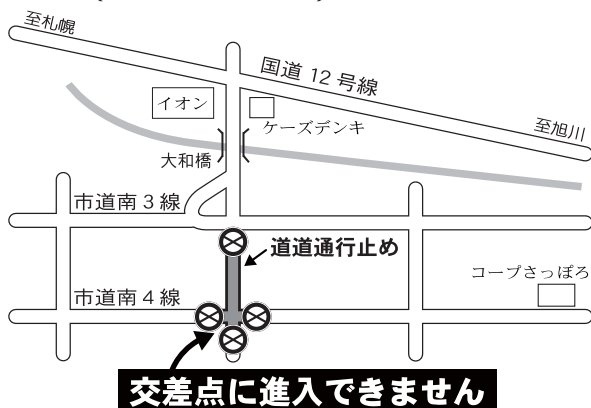 至札幌
国道 12 号線
イオン
ケーズデンキ
至旭川
大和橋
市道南３線
道道通行止め
コープさっぽろ
市道南４線
交差点に進入できません